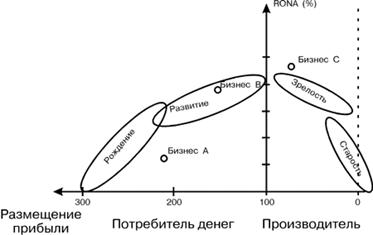 RONA (%)
Бизнес С
Бизнес В
Развитие
Зрелость
Рождение
Бизнес А
Старость
300
200
100
0
Размещение
прибыли
Потребитель денег
Производитель